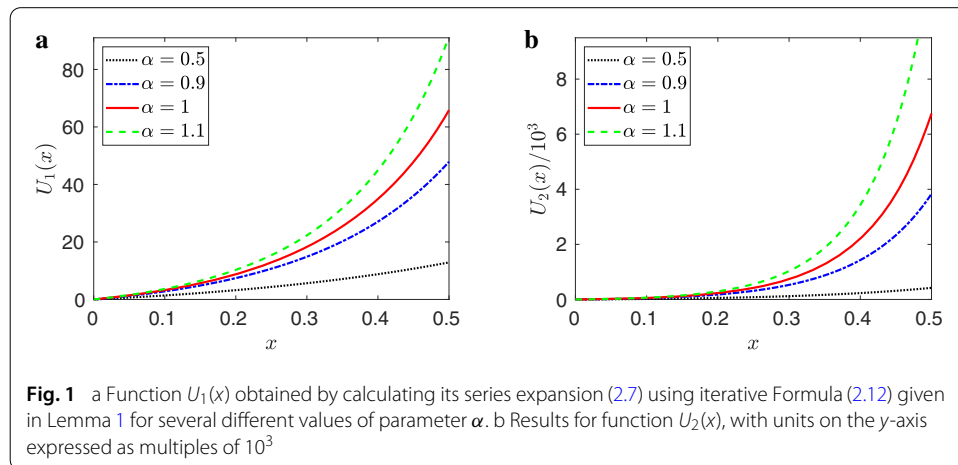 a
80
60
40
20
0
U₁(x)
α = 0.5
α = 0.9
α = 1
α = 1.1
0 0.1 0.2 0.3 0.4 0.5
x
b
8
6
4
2
0
U₂(x)/10³
α = 0.5
α = 0.9
α = 1
α = 1.1
0 0.1 0.2 0.3 0.4 0.5
x
Fig. 1 a Function U₁(x) obtained by calculating its series expansion (2.7) using iterative Formula (2.12) given
in Lemma 1 for several different values of parameter α. b Results for function U₂(x), with units on the y-axis
expressed as multiples of 10³